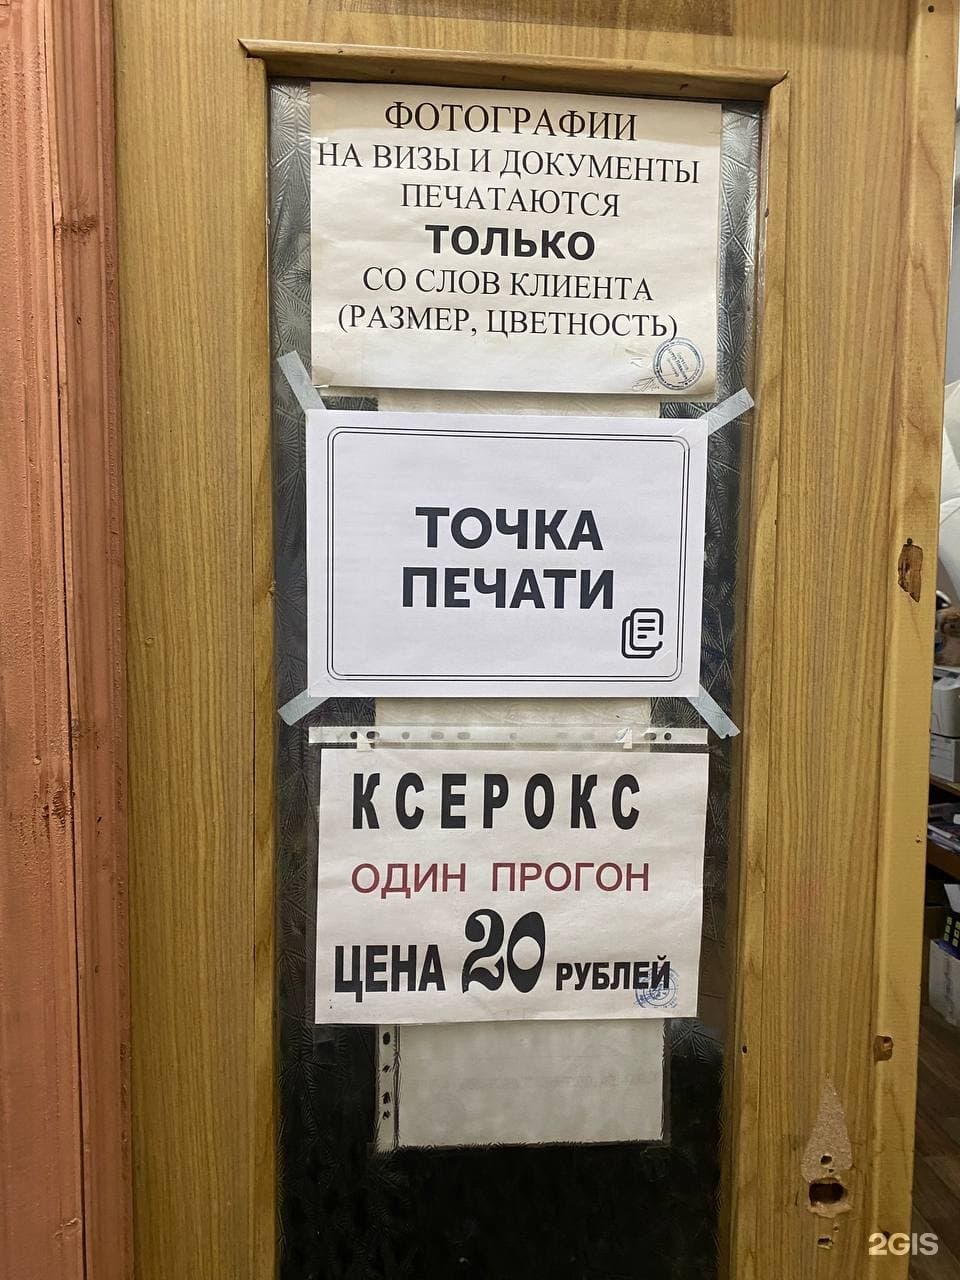 ФОТОГРАФИИ
НА ВИЗЫ И ДОКУМЕНТЫ
ПЕЧАТАЮТСЯ
ТОЛЬКО
СО СЛОВ КЛИЕНТА
(РАЗМЕР, ЦВЕТНОСТЬ)
ТОЧКА
ПЕЧАТИ
КСЕРОКС
ОДИН ПРОГОН
ЦЕНА 20 РУБЛЕЙ
2GIS